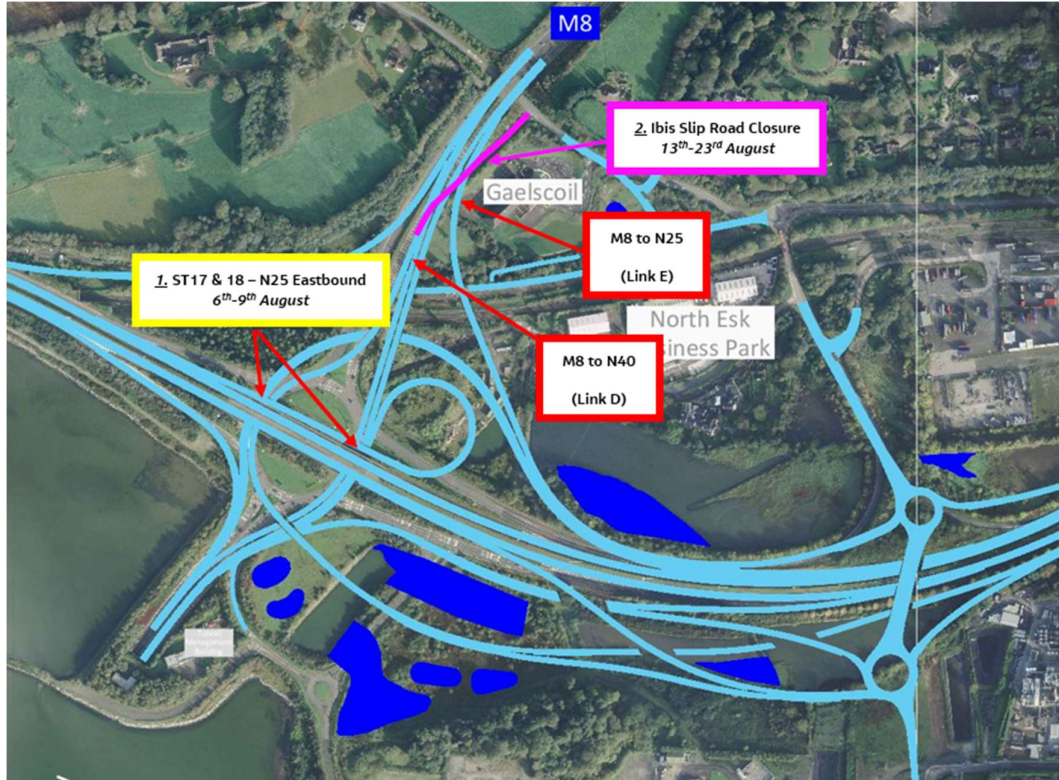 M8
2. Ibis Slip Road Closure
13th-23rd August
Gaelscoil
M8 to N25
(Link E)
1. ST17 & 18 – N25 Eastbound
6th-9th August
North Esk
siness Park
M8 to N40
(Link D)